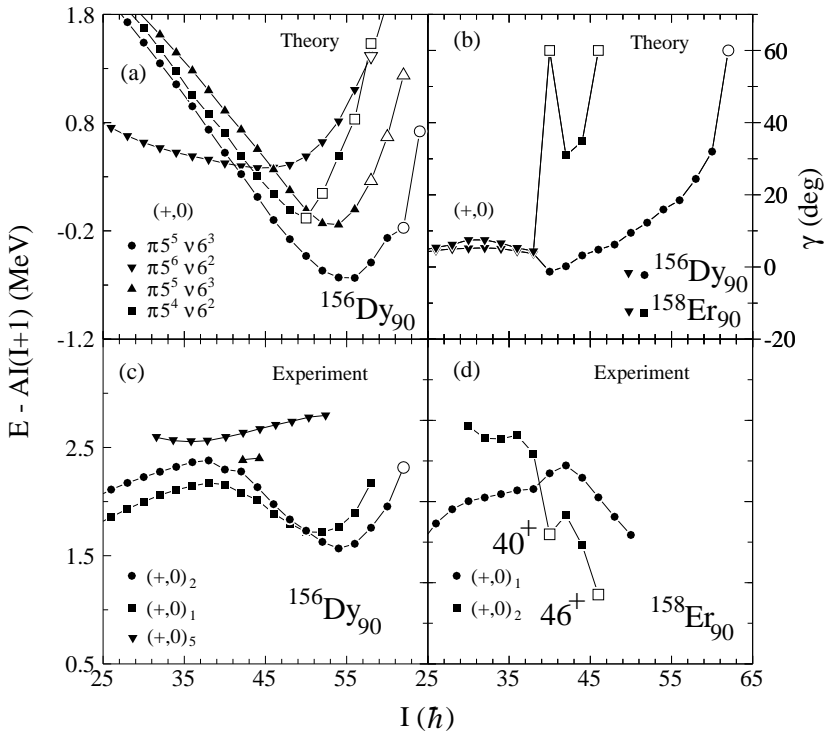 1.8
0.8
-0.2
-1.2
E - AI(I+1) (MeV)
(a)
Theory
(+,0)
π5⁵ ν6³
π5⁶ ν6²
π5⁵ ν6³
π5⁴ ν6²
¹⁵⁶Dy₉₀
(b)
Theory
(+,0)
¹⁵⁶Dy₉₀
¹⁵⁸Er₉₀
60
40
20
0
-20
γ (deg)
3.5
2.5
1.5
0.5
(c)
Experiment
(+,0)₂
(+,0)₁
(+,0)₅
¹⁵⁶Dy₉₀
(d)
Experiment
40⁺
46⁺
(+,0)₁
(+,0)₂
¹⁵⁸Er₉₀
25 35 45 55 25 35 45 55 65
I (ℏ)